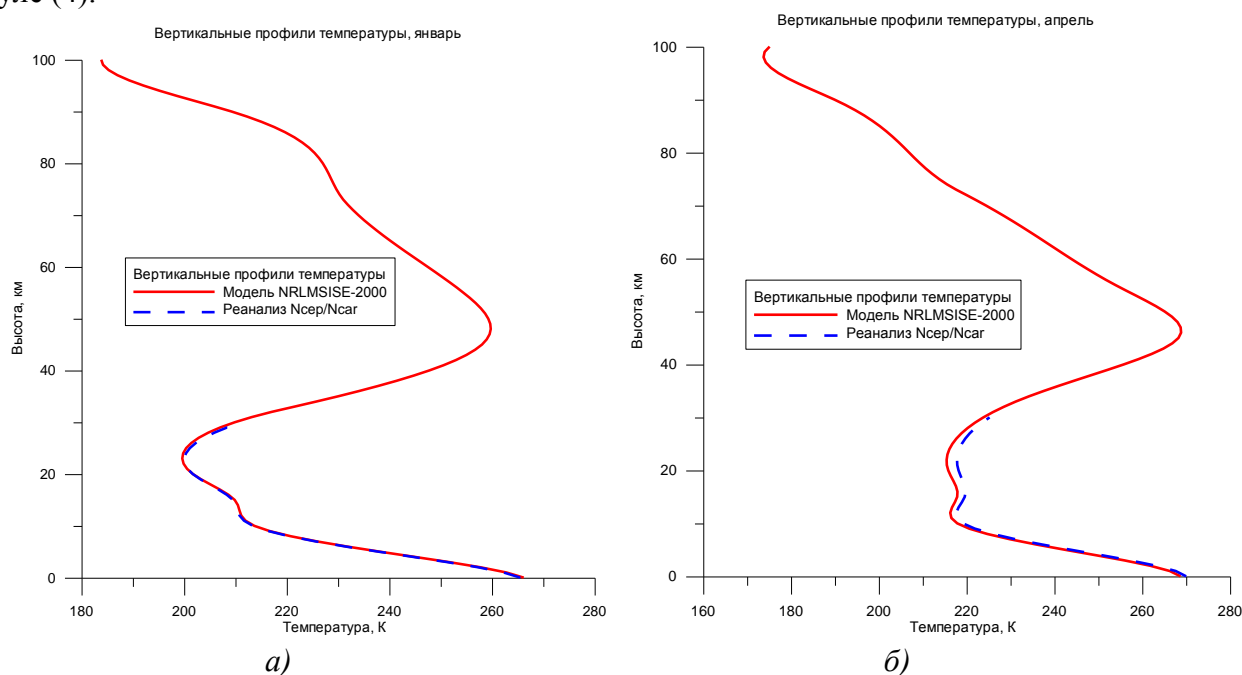 уле (4).
Вертикальные профили температуры, январь
100
80
60
40
20
0
Высота, км
Вертикальные профили температуры
Модель NRLMSISE-2000
Реанализ Ncep/Ncar
180 200 220 240 260 280
Температура, К
а)
Вертикальные профили температуры, апрель
100
80
60
40
20
0
Высота, км
Вертикальные профили температуры
Модель NRLMSISE-2000
Реанализ Ncep/Ncar
160 180 200 220 240 260 280
Температура, К
б)